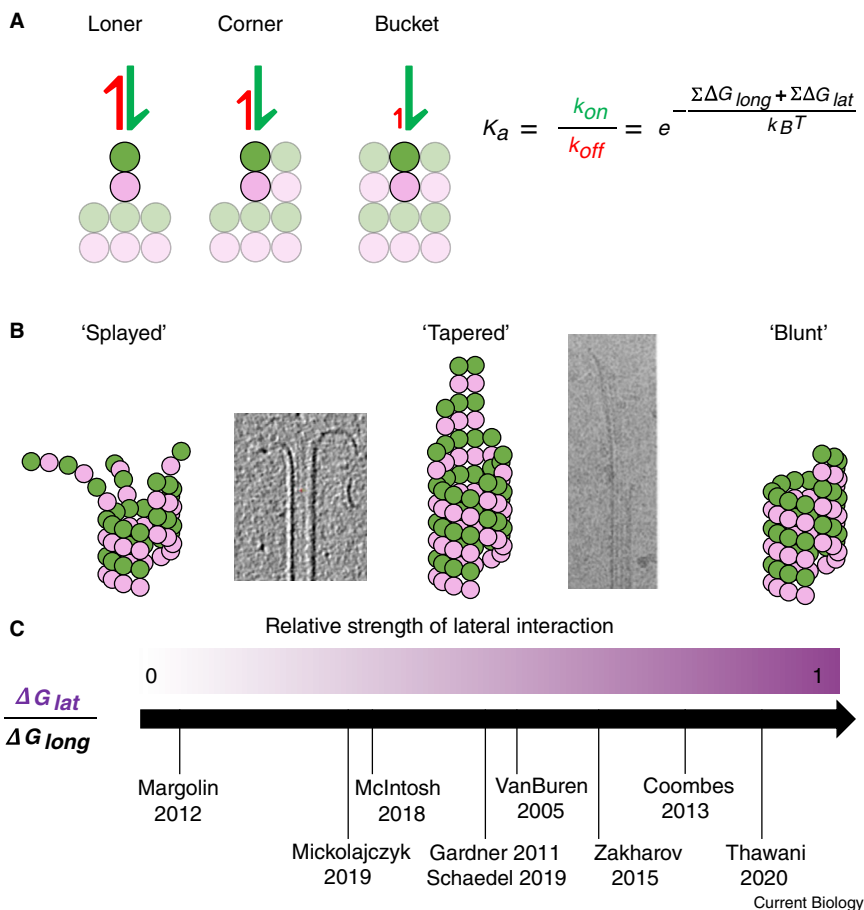 A
Loner
Corner
Bucket
1
1
1
Ka = kon / koff = e^-(ΣΔGlong + ΣΔGlat / kBT)
B
'Splayed'
'Tapered'
'Blunt'
C
Relative strength of lateral interaction
0
1
ΔGlat
ΔGlong
Margolin
2012
Mickolajczyk
2019
McIntosh
2018
Gardner 2011
Schaedel 2019
VanBuren
2005
Zakharov
2015
Coombes
2013
Thawani
2020
Current Biology